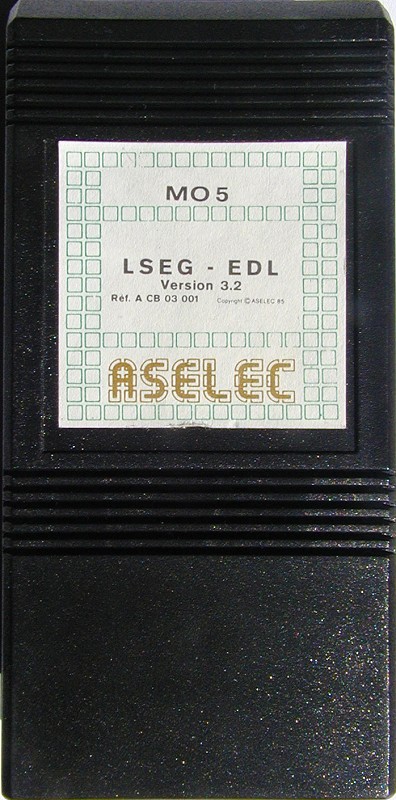 MO5
LSEG - EDL
Version 3.2
Réf. A CB 03 001 Copyright © ASELEC 85
ASELEC